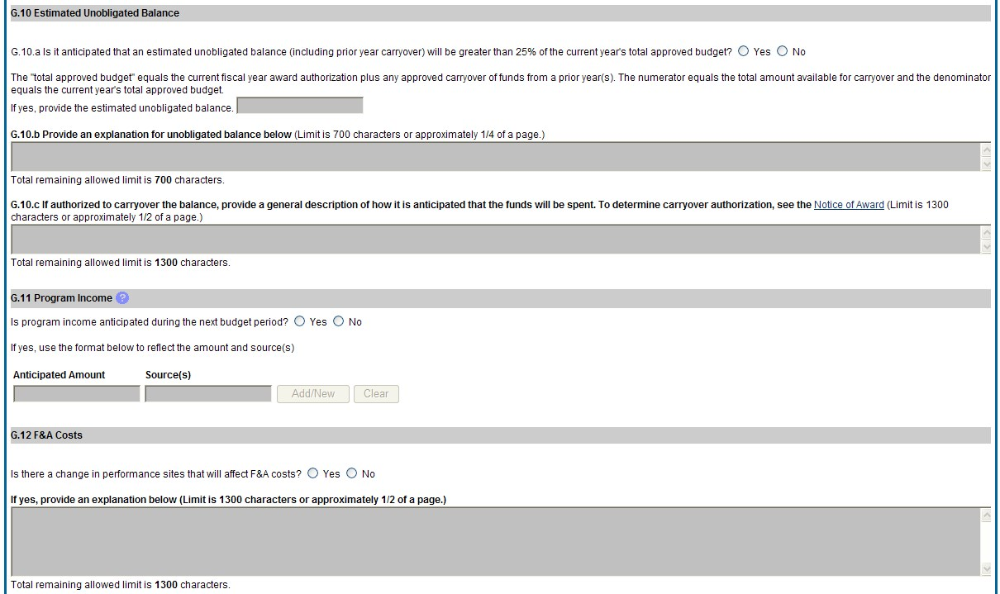 G.10 Estimated Unobligated Balance
G.10.a Is it anticipated that an estimated unobligated balance (including prior year carryover) will be greater than 25% of the current year's total approved budget? Yes No
The "total approved budget" equals the current fiscal year award authorization plus any approved carryover of funds from a prior year(s). The numerator equals the total amount available for carryover and the denominator
equals the current year's total approved budget.
If yes, provide the estimated unobligated balance.
G.10.b Provide an explanation for unobligated balance below (Limit is 700 characters or approximately 1/4 of a page.)
Total remaining allowed limit is 700 characters.
G.10.c If authorized to carryover the balance, provide a general description of how it is anticipated that the funds will be spent. To determine carryover authorization, see the Notice of Award (Limit is 1300
characters or approximately 1/2 of a page.)
Total remaining allowed limit is 1300 characters.
G.11 Program Income ?
Is program income anticipated during the next budget period? Yes No
If yes, use the format below to reflect the amount and source(s)
Anticipated Amount Source(s)
Add/New Clear
G.12 F&A Costs
Is there a change in performance sites that will affect F&A costs? Yes No
If yes, provide an explanation below (Limit is 1300 characters or approximately 1/2 of a page.)
Total remaining allowed limit is 1300 characters.